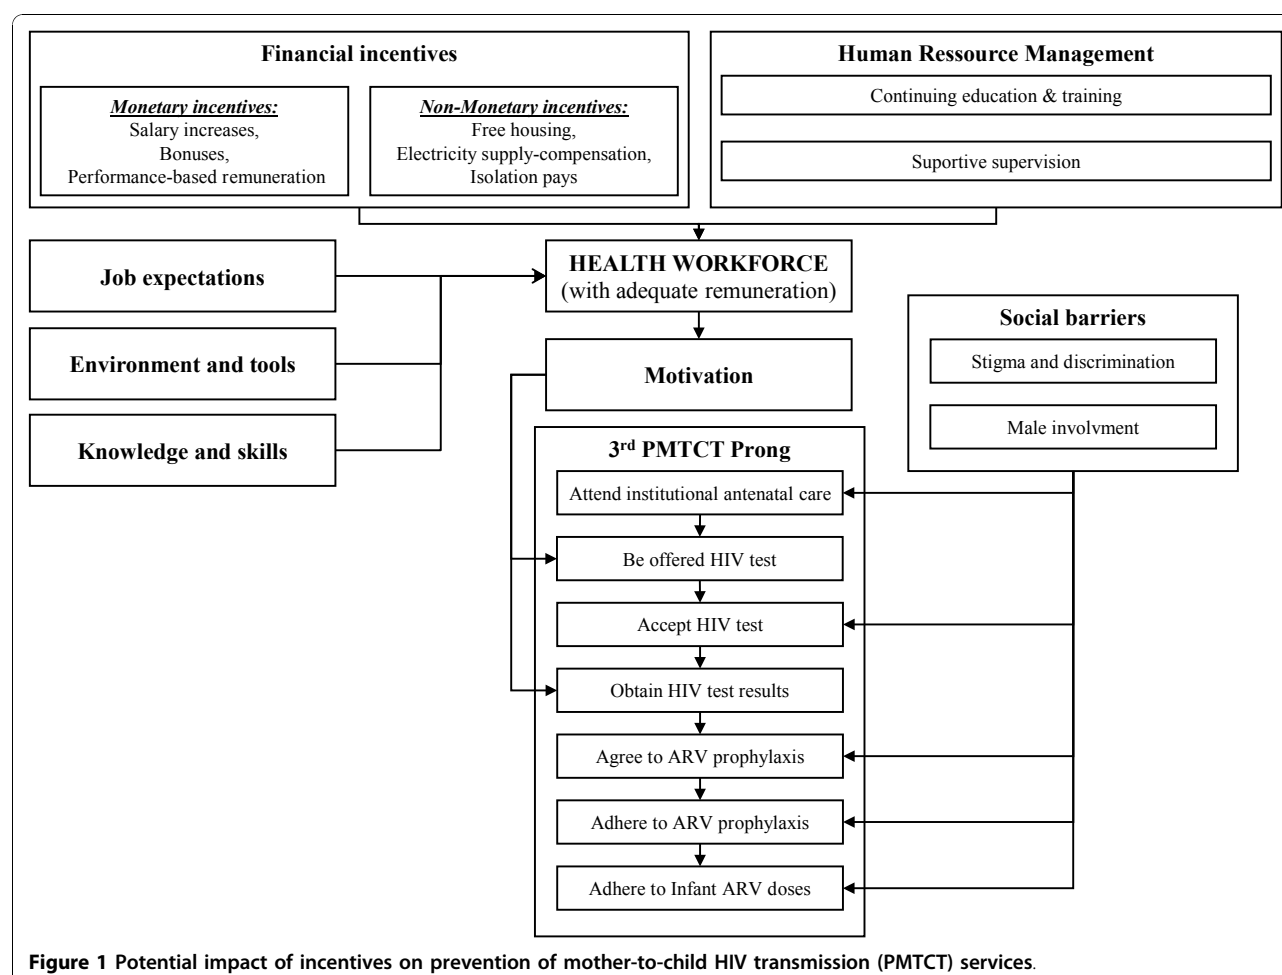 Financial incentives
Monetary incentives:
Salary increases,
Bonuses,
Performance-based remuneration
Non-Monetary incentives:
Free housing,
Electricity supply-compensation,
Isolation pays
Human Ressource Management
Continuing education & training
Suportive supervision
Job expectations
Environment and tools
Knowledge and skills
HEALTH WORKFORCE
(with adequate remuneration)
Motivation
3rd PMTCT Prong
Attend institutional antenatal care
Be offered HIV test
Accept HIV test
Obtain HIV test results
Agree to ARV prophylaxis
Adhere to ARV prophylaxis
Adhere to Infant ARV doses
Social barriers
Stigma and discrimination
Male involvment
Figure 1 Potential impact of incentives on prevention of mother-to-child HIV transmission (PMTCT) services.